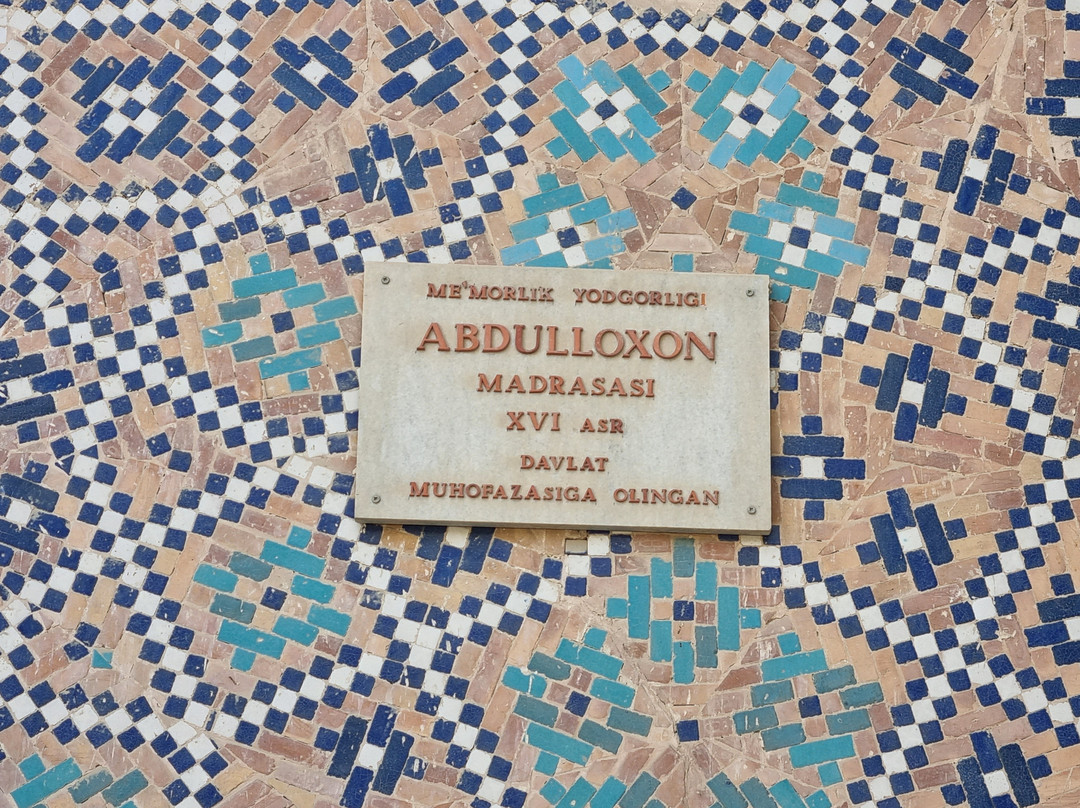 ME'MORLIK YODGORLIGI
ABDULLOXON
MADRASASI
XVI ASR
DAVLAT
MUHOFAZASIGA OLINGAN